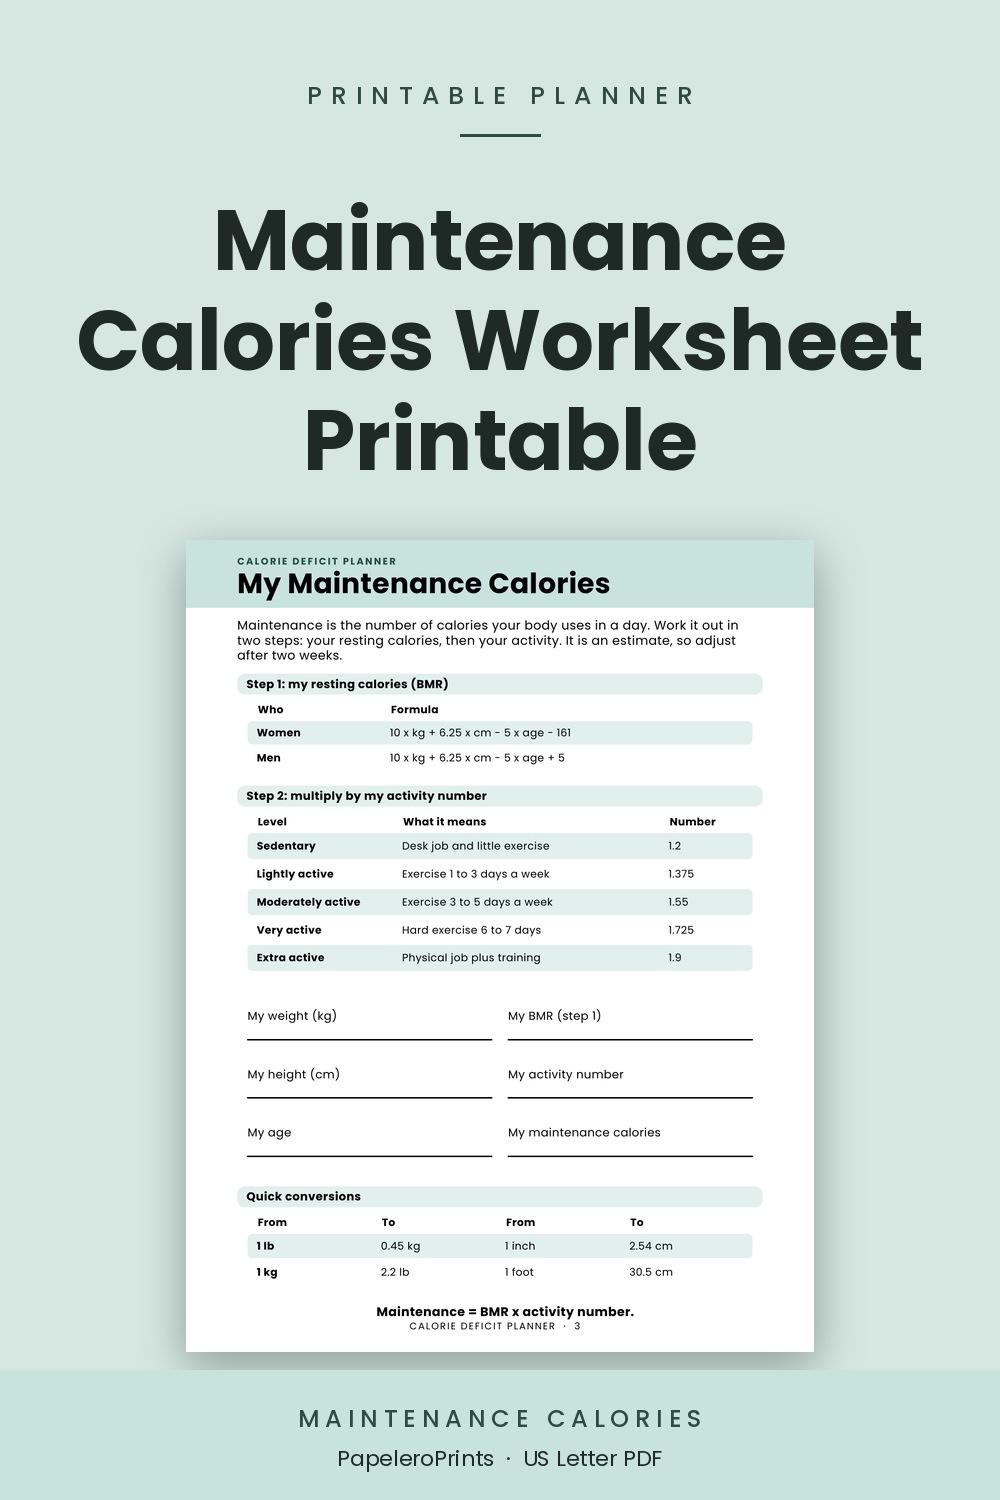 PRINTABLE PLANNER
Maintenance
Calories Worksheet
Printable
CALORIE DEFICIT PLANNER
My Maintenance Calories
Maintenance is the number of calories your body uses in a day. Work it out in
two steps: your resting calories, then your activity. It is an estimate, so adjust
after two weeks.
Step 1: my resting calories (BMR)
Who Formula
Women 10 x kg + 6.25 x cm - 5 x age - 161
Men 10 x kg + 6.25 x cm - 5 x age + 5
Step 2: multiply by my activity number
Level What it means Number
Sedentary Desk job and little exercise 1.2
Lightly active Exercise 1 to 3 days a week 1.375
Moderately active Exercise 3 to 5 days a week 1.55
Very active Hard exercise 6 to 7 days 1.725
Extra active Physical job plus training 1.9
My weight (kg) My BMR (step 1)
My height (cm) My activity number
My age My maintenance calories
Quick conversions
From To From To
1 lb 0.45 kg 1 inch 2.54 cm
1 kg 2.2 lb 1 foot 30.5 cm
Maintenance = BMR x activity number.
CALORIE DEFICIT PLANNER · 3
MAINTENANCE CALORIES
PapeleroPrints · US Letter PDF